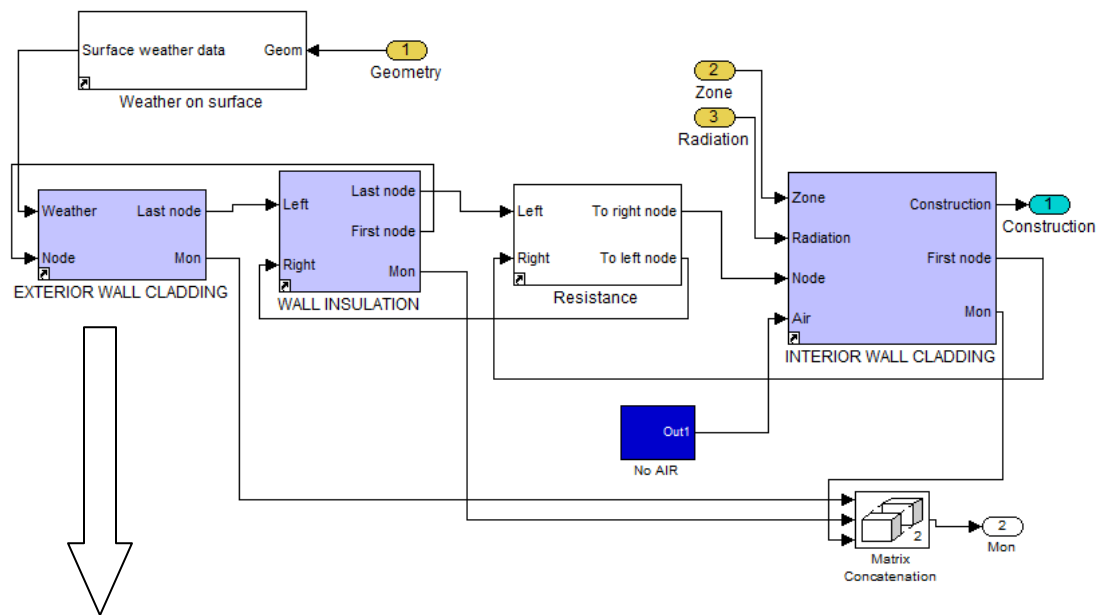 Surface weather data
Geom
Weather on surface
1
Geometry
2
Zone
3
Radiation
Weather
Node
Last node
Mon
EXTERIOR WALL CLADDING
Left
Right
Last node
First node
Mon
WALL INSULATION
Left
Right
To right node
To left node
Resistance
Zone
Radiation
Node
Air
Construction
First node
Mon
INTERIOR WALL CLADDING
1
Construction
Out1
No AIR
2
Matrix
Concatenation
2
Mon